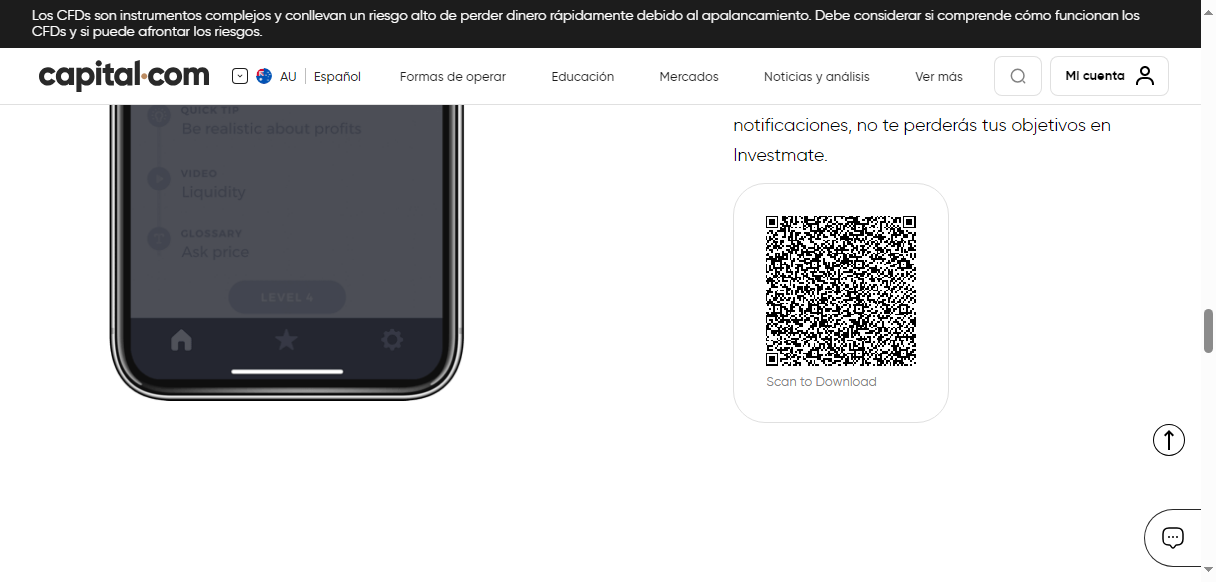 Los CFDs son instrumentos complejos y conllevan un riesgo alto de perder dinero rápidamente debido al apalancamiento. Debe considerar si comprende cómo funcionan los
CFDs y si puede afrontar los riesgos.
capital.com AU Español Formas de operar Educación Mercados Noticias y análisis Ver más Mi cuenta
QUICK TIP
Be realistic about profits
VIDEO
Liquidity
GLOSSARY
Ask price
LEVEL 4
notificaciones, no te perderás tus objetivos en
Investmate.
Scan to Download